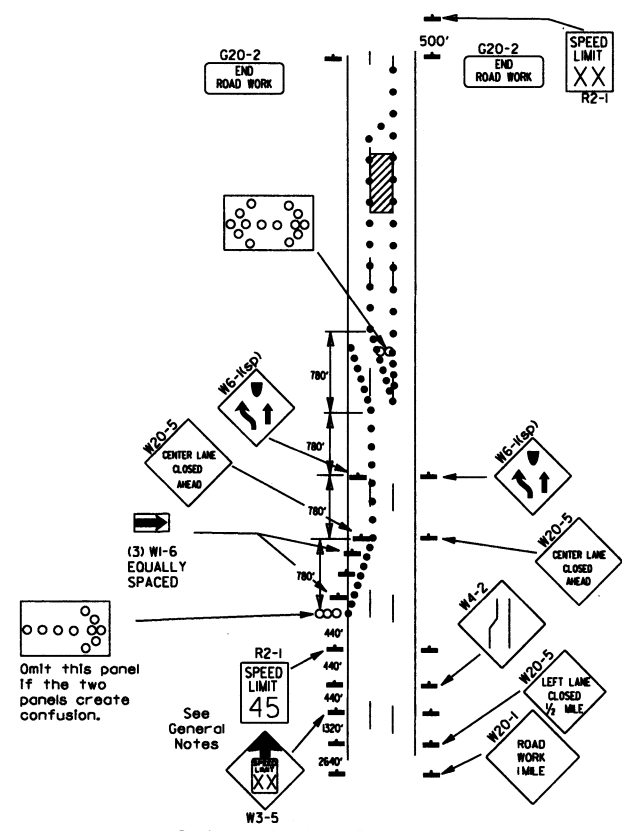 500'
G20-2
END
ROAD WORK
G20-2
END
ROAD WORK
SPEED
LIMIT
XX
R2-1
780'
W6-1(sp)
780'
W6-1(sp)
W20-5
CENTER LANE
CLOSED
AHEAD
780'
W20-5
CENTER LANE
CLOSED
AHEAD
(3) W1-6
EQUALLY
SPACED
780'
W4-2
Omit this panel
if the two
panels create
confusion.
440'
R2-1
SPEED
LIMIT
45
440'
440'
W20-5
LEFT LANE
CLOSED
1/2 MILE
See
General
Notes
1320'
W20-1
ROAD
WORK
1 MILE
2640'
SPEED
LIMIT
XX
W3-5